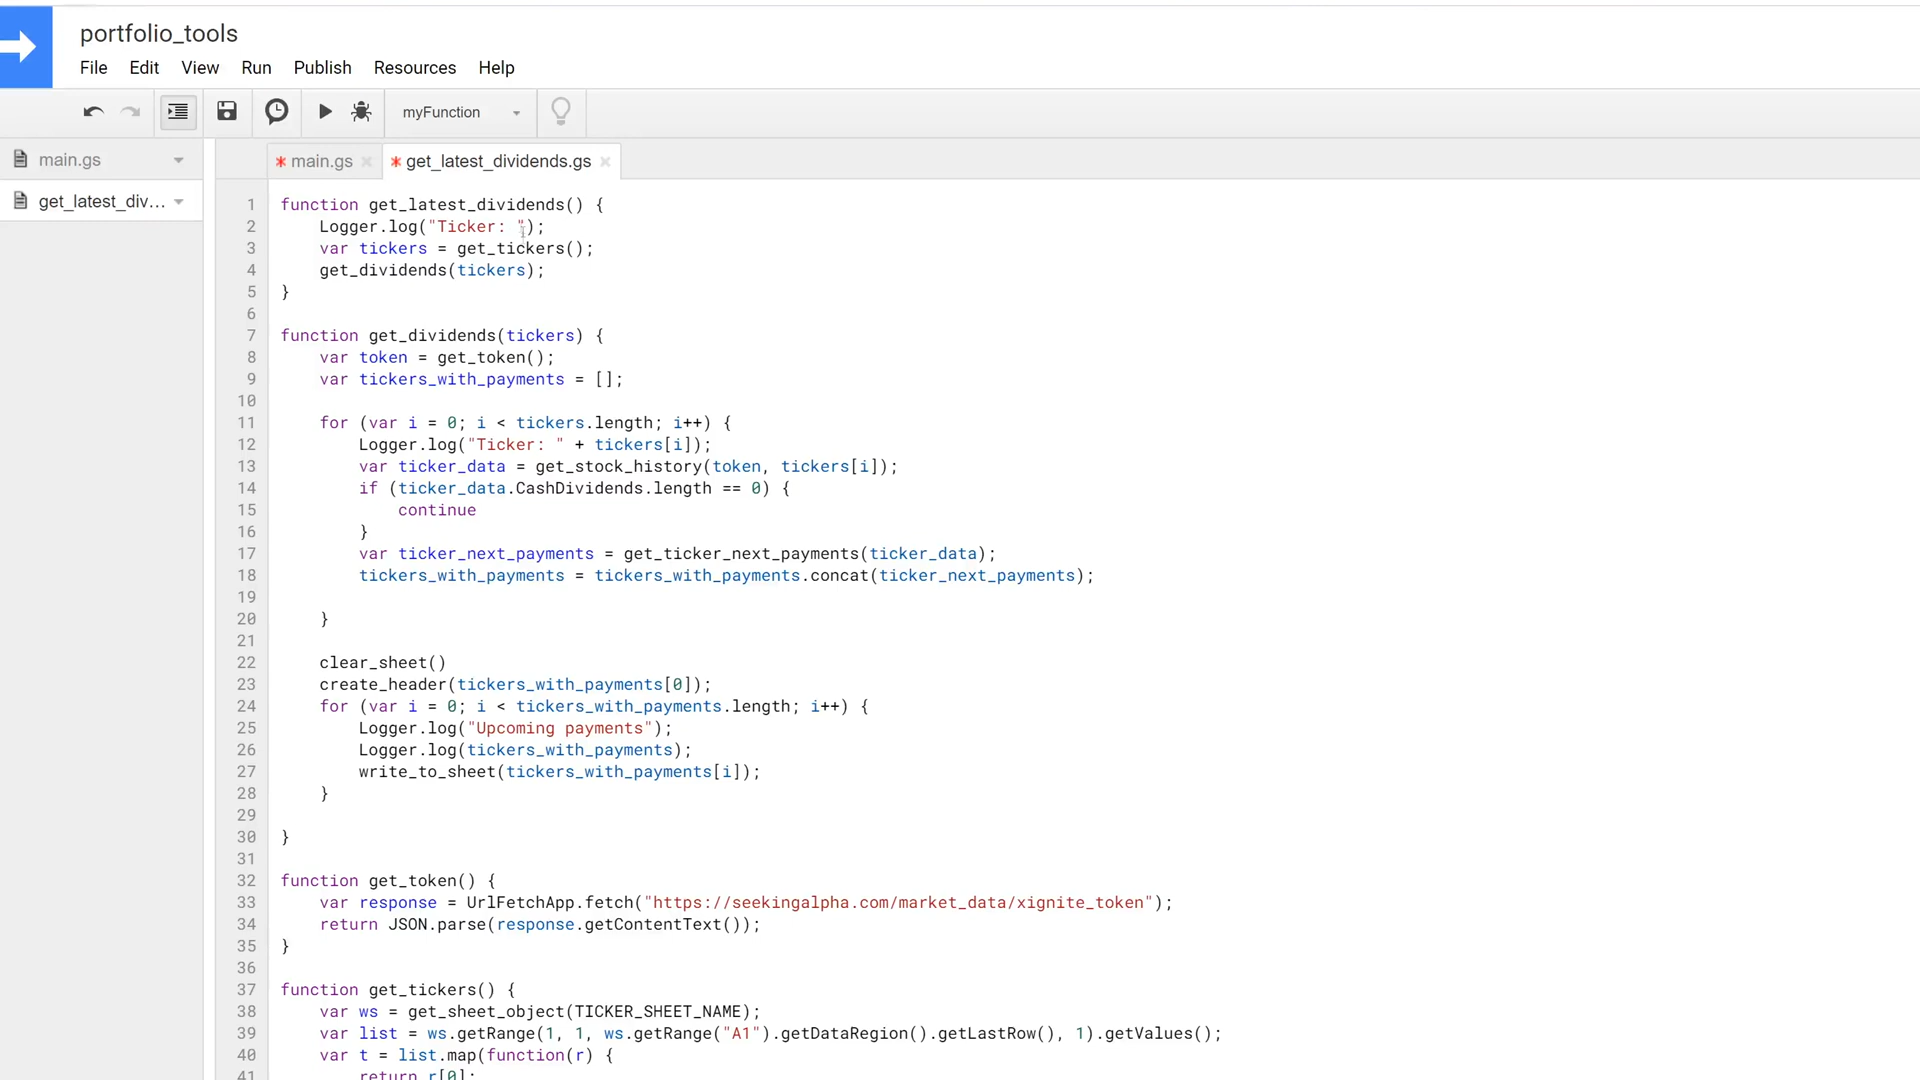 portfolio_tools
File Edit View Run Publish Resources Help
myFunction
main.gs
get_latest_div...
* main.gs × * get_latest_dividends.gs ×
1 function get_latest_dividends() {
2     Logger.log("Ticker: ");
3     var tickers = get_tickers();
4     get_dividends(tickers);
5 }
6
7 function get_dividends(tickers) {
8     var token = get_token();
9     var tickers_with_payments = [];
10
11     for (var i = 0; i < tickers.length; i++) {
12         Logger.log("Ticker: " + tickers[i]);
13         var ticker_data = get_stock_history(token, tickers[i]);
14         if (ticker_data.CashDividends.length == 0) {
15             continue
16         }
17         var ticker_next_payments = get_ticker_next_payments(ticker_data);
18         tickers_with_payments = tickers_with_payments.concat(ticker_next_payments);
19
20     }
21
22     clear_sheet()
23     create_header(tickers_with_payments[0]);
24     for (var i = 0; i < tickers_with_payments.length; i++) {
25         Logger.log("Upcoming payments");
26         Logger.log(tickers_with_payments);
27         write_to_sheet(tickers_with_payments[i]);
28     }
29
30 }
31
32 function get_token() {
33     var response = UrlFetchApp.fetch("https://seekingalpha.com/market_data/xignite_token");
34     return JSON.parse(response.getContentText());
35 }
36
37 function get_tickers() {
38     var ws = get_sheet_object(TICKER_SHEET_NAME);
39     var list = ws.getRange(1, 1, ws.getRange("A1").getDataRegion().getLastRow(), 1).getValues();
40     var t = list.map(function(r) {
41         return r[0];